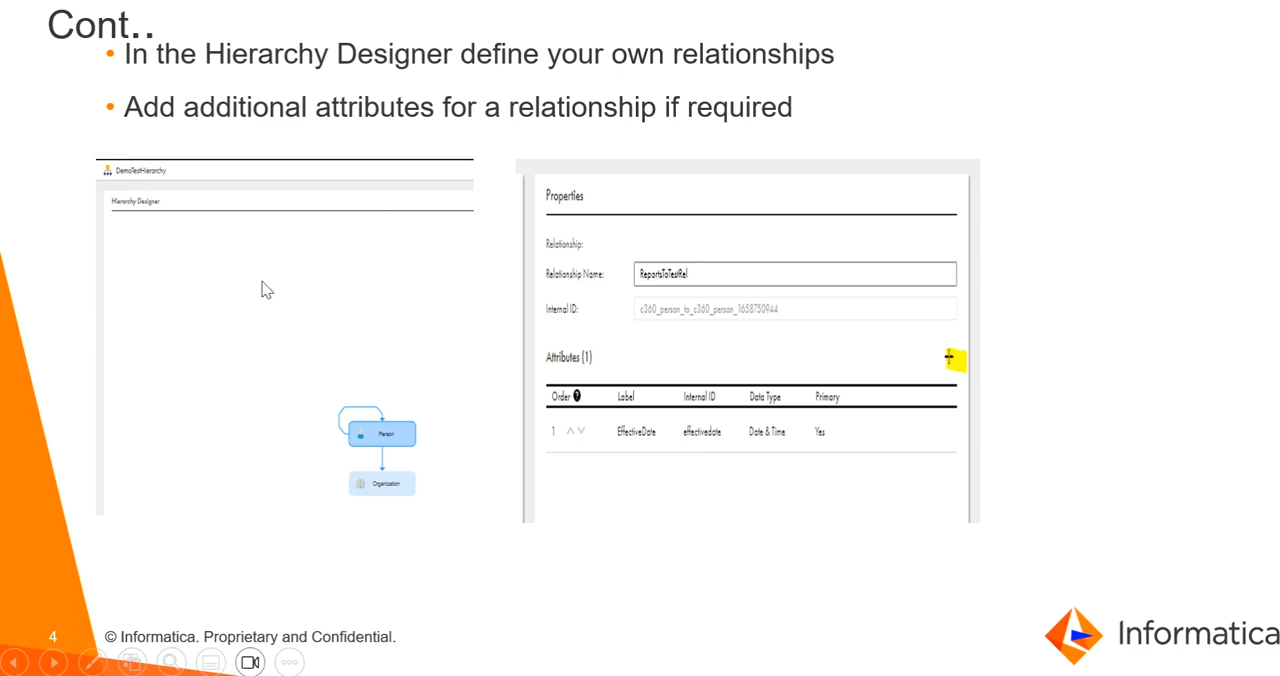 Cont..
• In the Hierarchy Designer define your own relationships
• Add additional attributes for a relationship if required
DemoTestHierarchy
Hierarchy Designer
Person
Organization
Properties
Relationship:
Relationship Name: ReportsToTestRel
Internal ID: c360_person_to_c360_person_1658750944
Attributes (1) +
Order ? Label Internal ID Data Type Primary
1 EffectiveDate effectivedate Date & Time Yes
4 © Informatica. Proprietary and Confidential.
Informatica